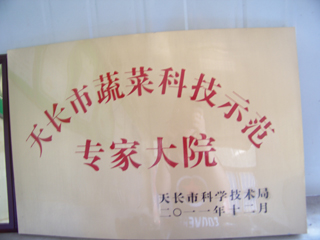 天长市蔬菜科技示范
专家大院
天长市科学技术局
二〇一一年十二月